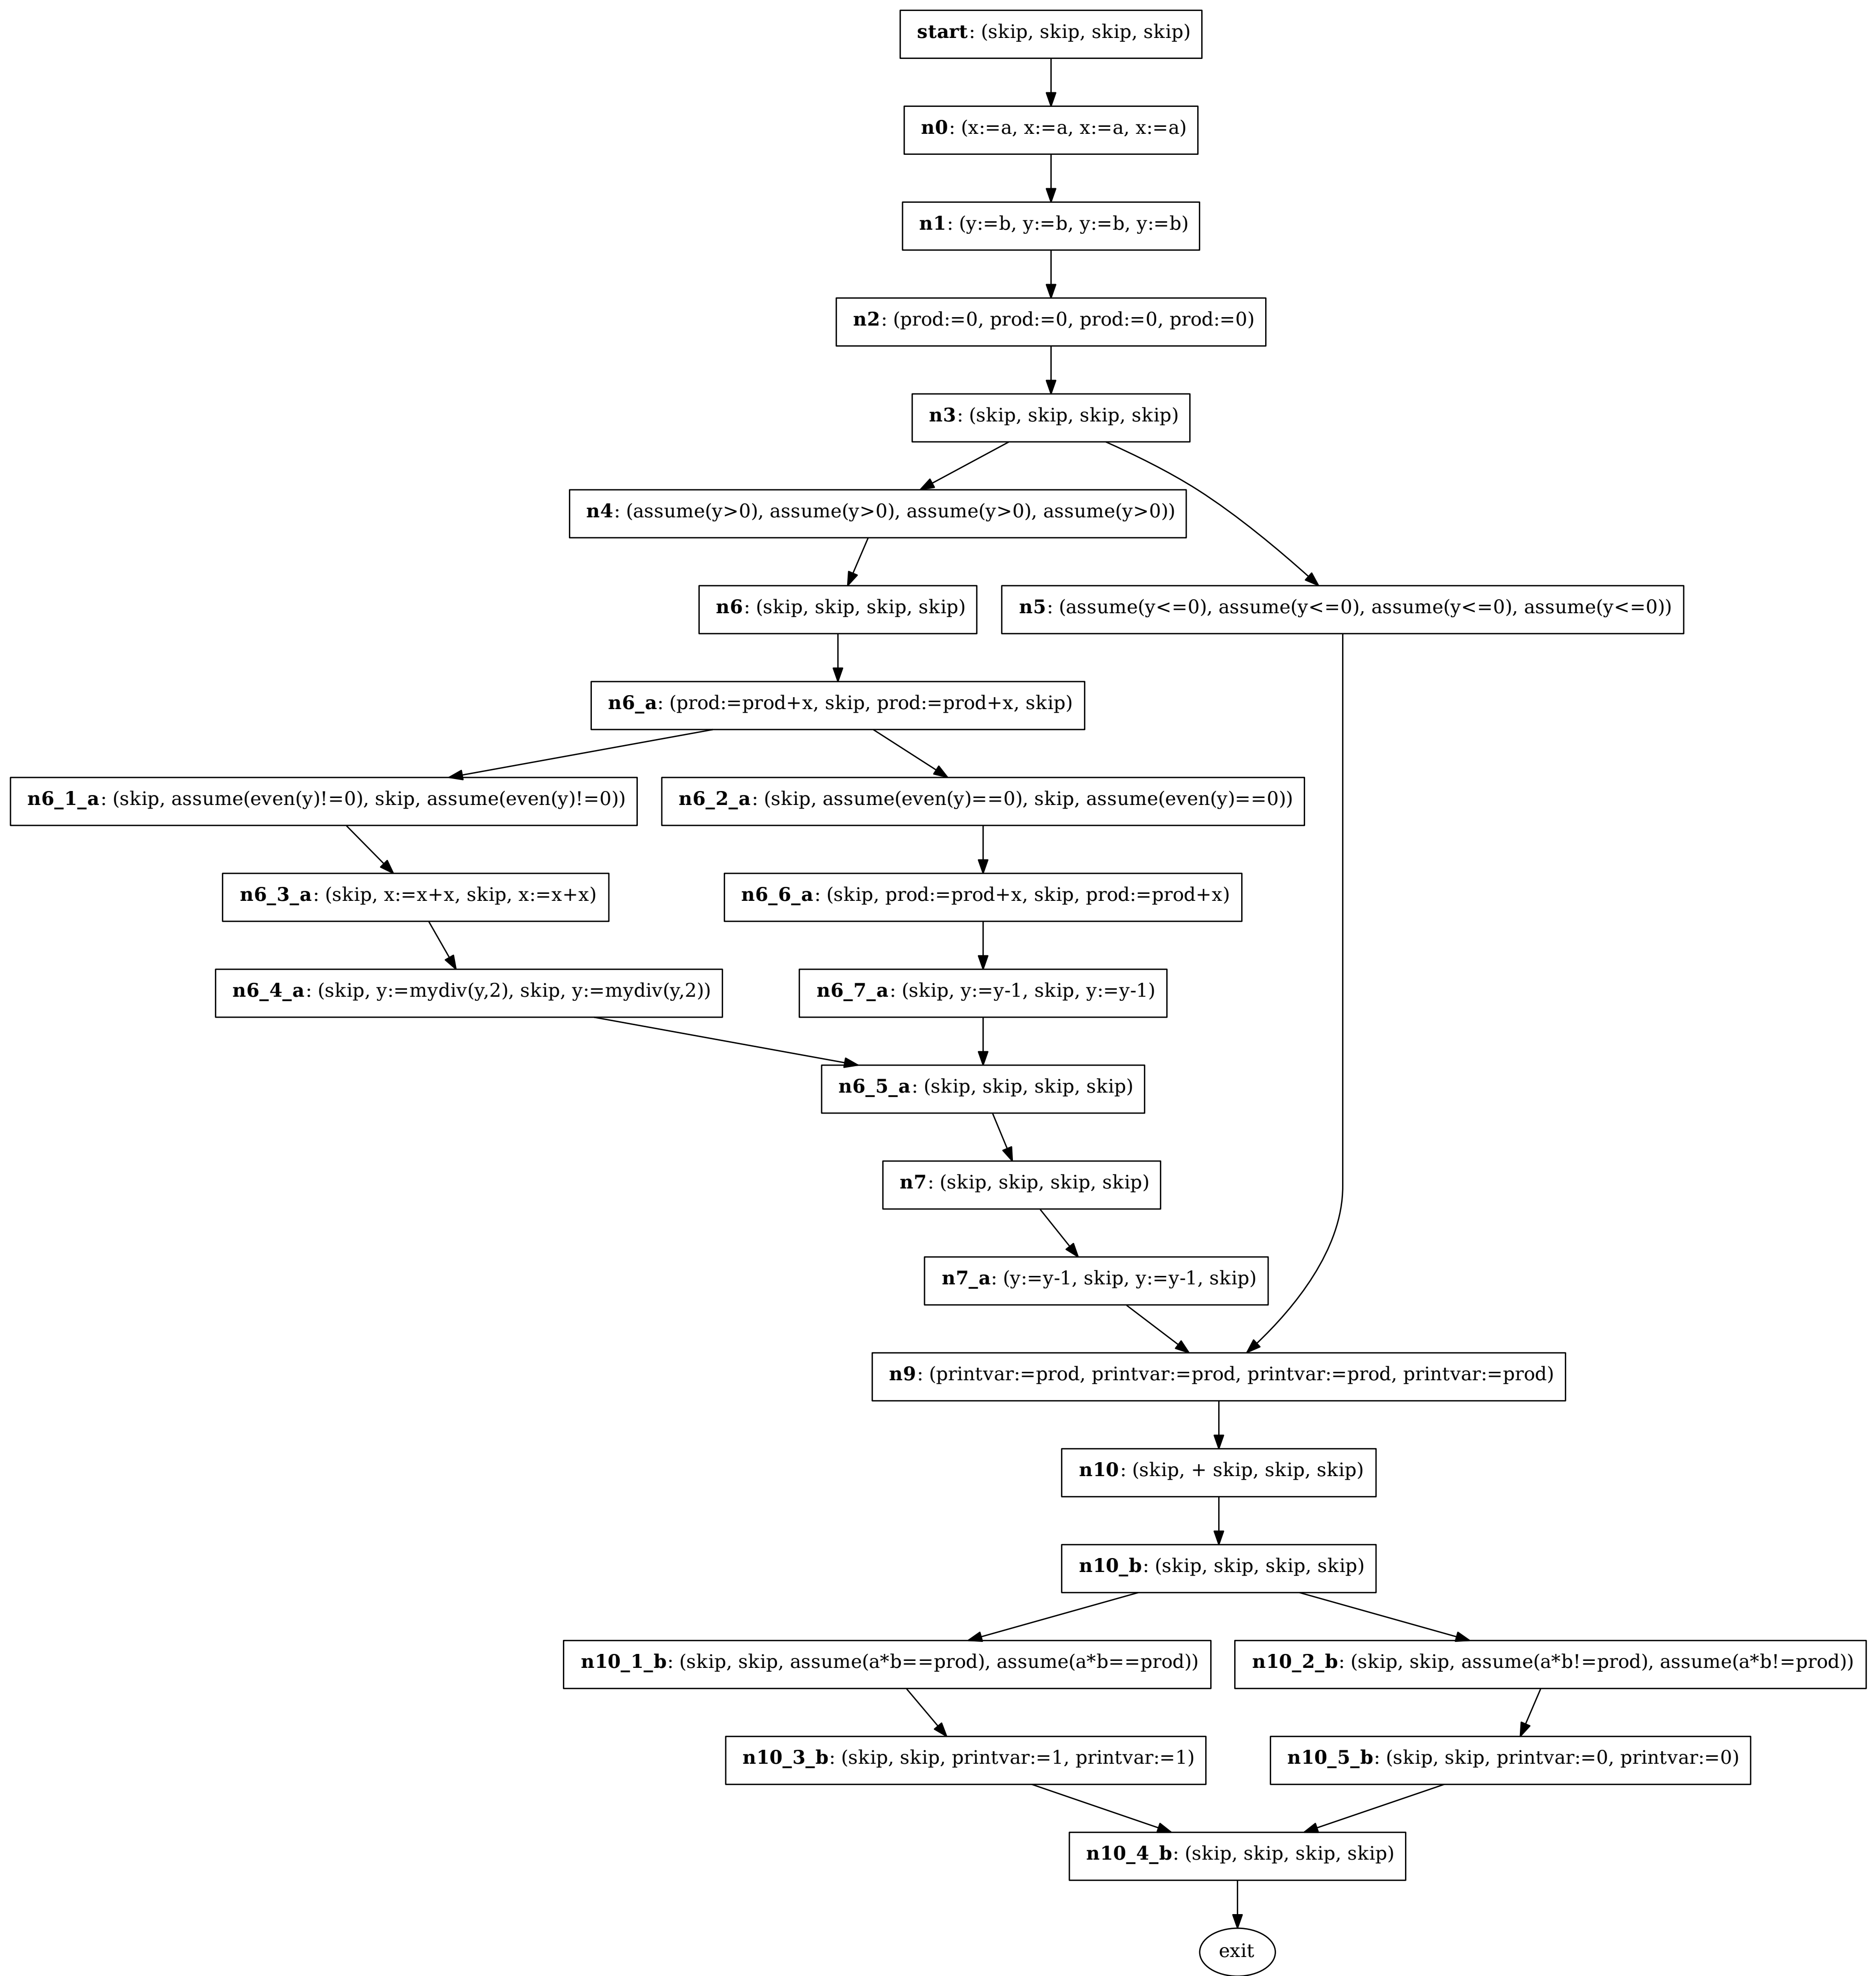 start: (skip, skip, skip, skip)
n0: (x:=a, x:=a, x:=a, x:=a)
n1: (y:=b, y:=b, y:=b, y:=b)
n2: (prod:=0, prod:=0, prod:=0, prod:=0)
n3: (skip, skip, skip, skip)
n4: (assume(y>0), assume(y>0), assume(y>0), assume(y>0))
n6: (skip, skip, skip, skip)
n5: (assume(y<=0), assume(y<=0), assume(y<=0), assume(y<=0))
n6_a: (prod:=prod+x, skip, prod:=prod+x, skip)
n6_1_a: (skip, assume(even(y)!=0), skip, assume(even(y)!=0))
n6_2_a: (skip, assume(even(y)==0), skip, assume(even(y)==0))
n6_3_a: (skip, x:=x+x, skip, x:=x+x)
n6_6_a: (skip, prod:=prod+x, skip, prod:=prod+x)
n6_4_a: (skip, y:=mydiv(y,2), skip, y:=mydiv(y,2))
n6_7_a: (skip, y:=y-1, skip, y:=y-1)
n6_5_a: (skip, skip, skip, skip)
n7: (skip, skip, skip, skip)
n7_a: (y:=y-1, skip, y:=y-1, skip)
n9: (printvar:=prod, printvar:=prod, printvar:=prod, printvar:=prod)
n10: (skip, + skip, skip, skip)
n10_b: (skip, skip, skip, skip)
n10_1_b: (skip, skip, assume(a*b==prod), assume(a*b==prod))
n10_2_b: (skip, skip, assume(a*b!=prod), assume(a*b!=prod))
n10_3_b: (skip, skip, printvar:=1, printvar:=1)
n10_5_b: (skip, skip, printvar:=0, printvar:=0)
n10_4_b: (skip, skip, skip, skip)
exit